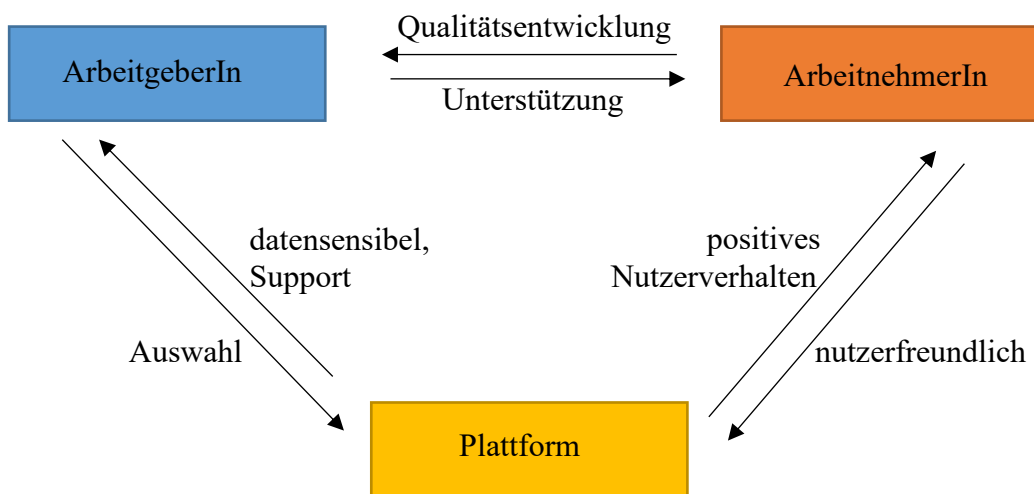 Qualitätsentwicklung
ArbeitgeberIn
ArbeitnehmerIn
Unterstützung
datensensibel,
Support
positives
Nutzerverhalten
Auswahl
nutzerfreundlich
Plattform